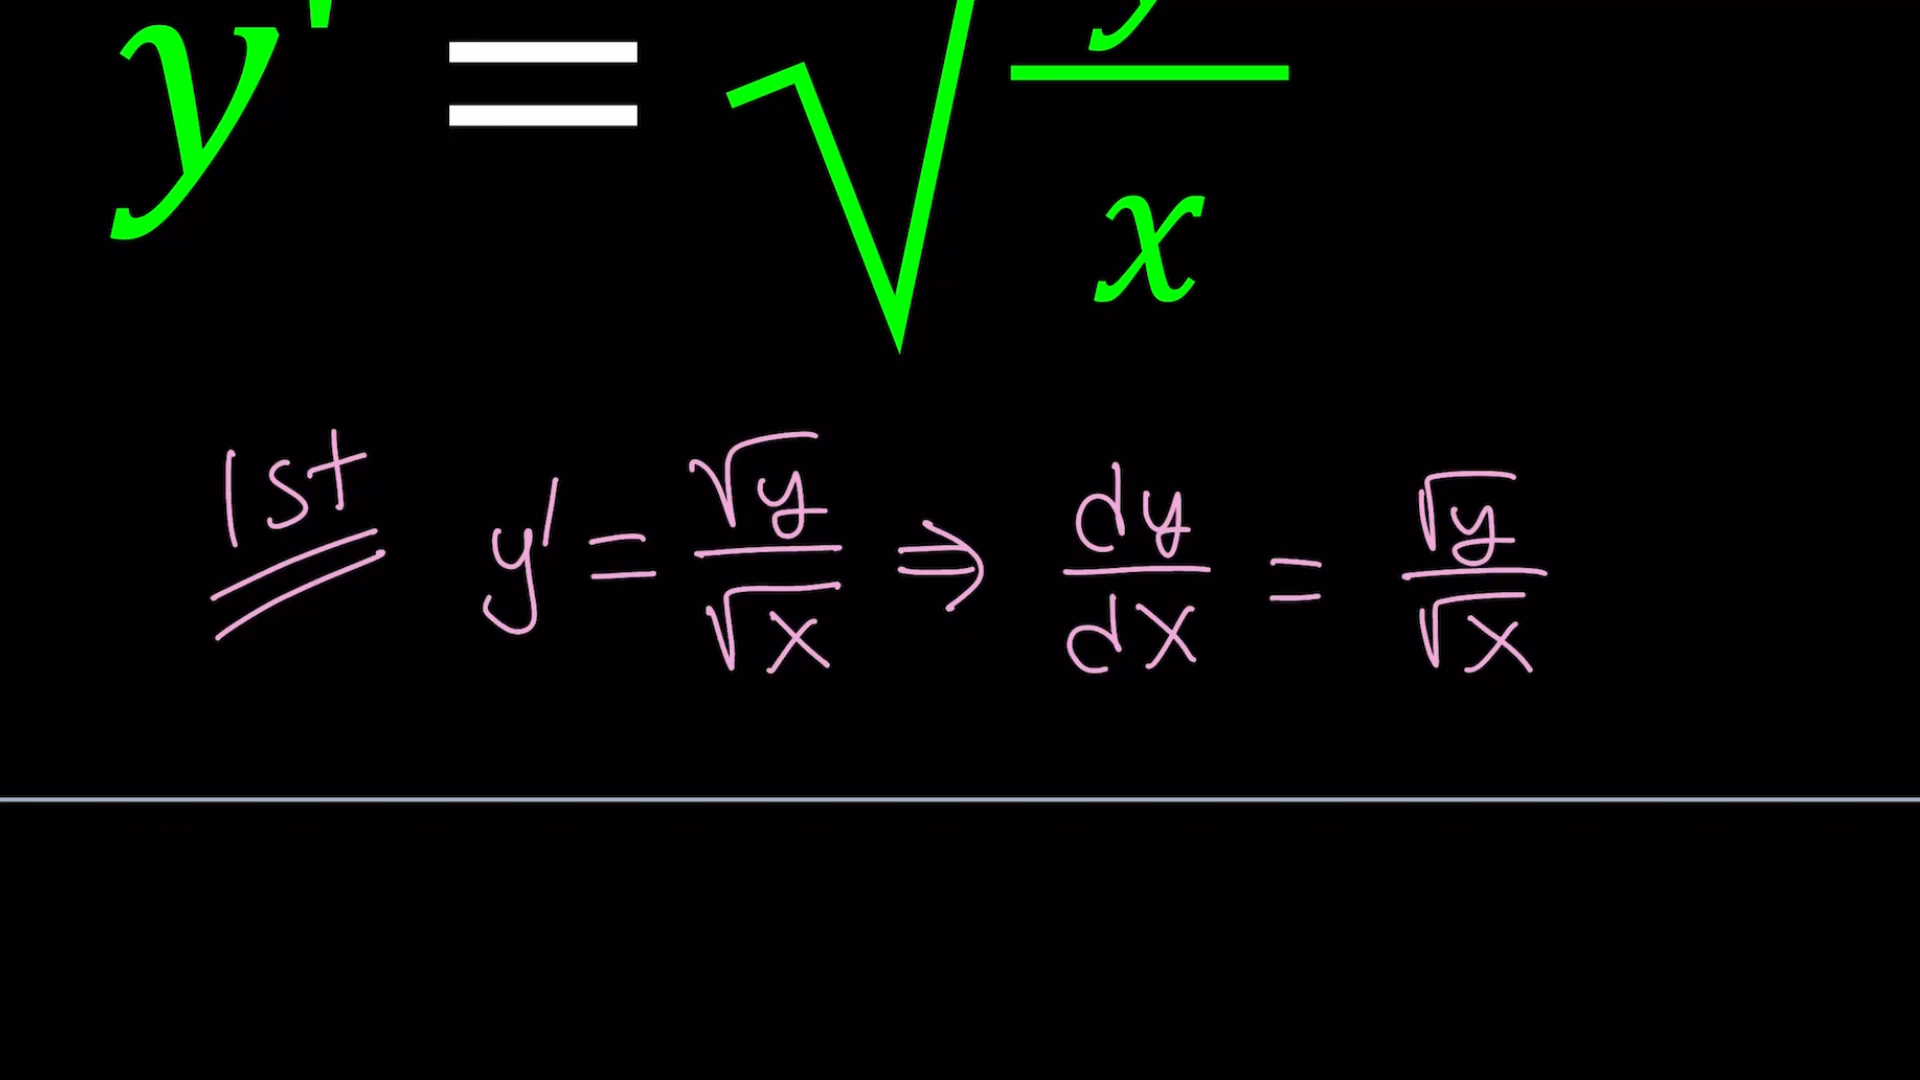 y' = √(y/x)
1st y' = √y/√x ⇒ dy/dx = √y/√x